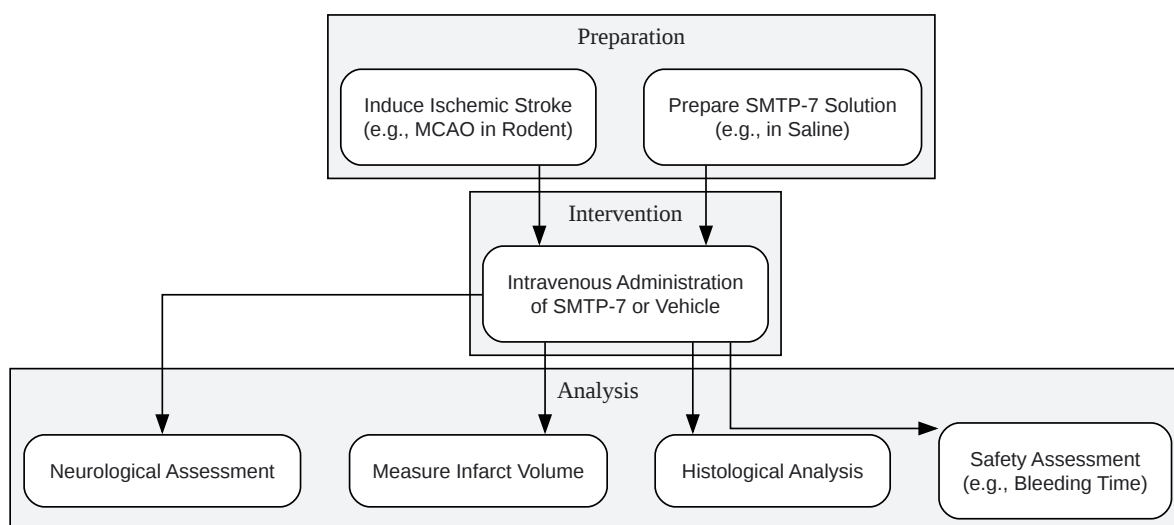 Preparation
Induce Ischemic Stroke
(e.g., MCAO in Rodent)
Prepare SMTP-7 Solution
(e.g., in Saline)
Intervention
Intravenous Administration
of SMTP-7 or Vehicle
Analysis
Neurological Assessment
Measure Infarct Volume
Histological Analysis
Safety Assessment
(e.g., Bleeding Time)